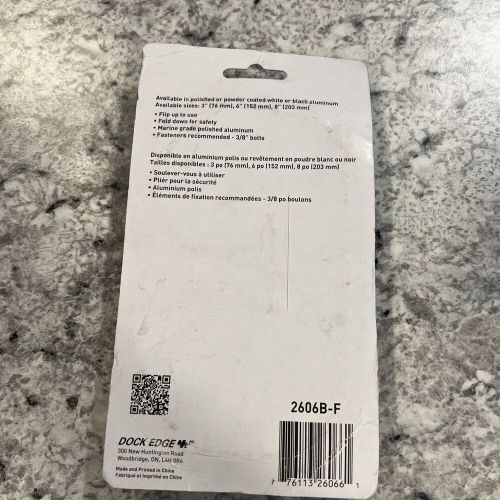 Available in polished or powder coated white or black aluminum
Available sizes: 3" (76 mm), 6" (152 mm), 8" (203 mm)
• Flip up to use
• Fold down for safety
• Marine grade polished aluminum
• Fasteners recommended - 3/8" bolts
Disponible en aluminium polis ou revêtement en poudre blanc ou noir
Tailles disponibles : 3 po (76 mm), 6 po (152 mm), 8 po (203 mm)
• Soulever-vous à utiliser
• Plier pour la sécurité
• Aluminium polis
• Éléments de fixation recommandées - 3/8 po boulons
2606B-F
DOCK EDGE
300 New Huntington Road
Woodbridge, ON, L4H 0R4
Made and Printed in China
Fabriqué et Imprimé en China
7 76113 26066 1